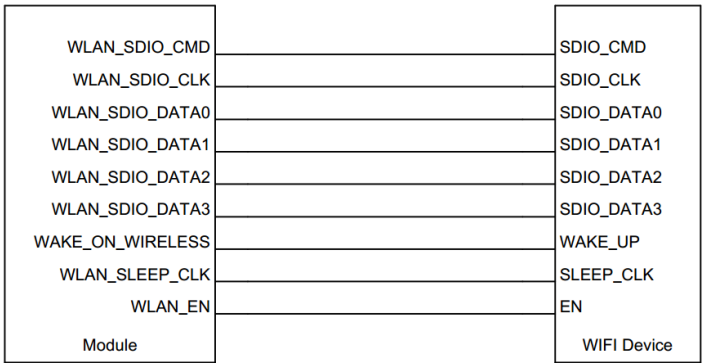 WLAN_SDIO_CMD SDIO_CMD
WLAN_SDIO_CLK SDIO_CLK
WLAN_SDIO_DATA0 SDIO_DATA0
WLAN_SDIO_DATA1 SDIO_DATA1
WLAN_SDIO_DATA2 SDIO_DATA2
WLAN_SDIO_DATA3 SDIO_DATA3
WAKE_ON_WIRELESS WAKE_UP
WLAN_SLEEP_CLK SLEEP_CLK
WLAN_EN EN
Module WIFI Device